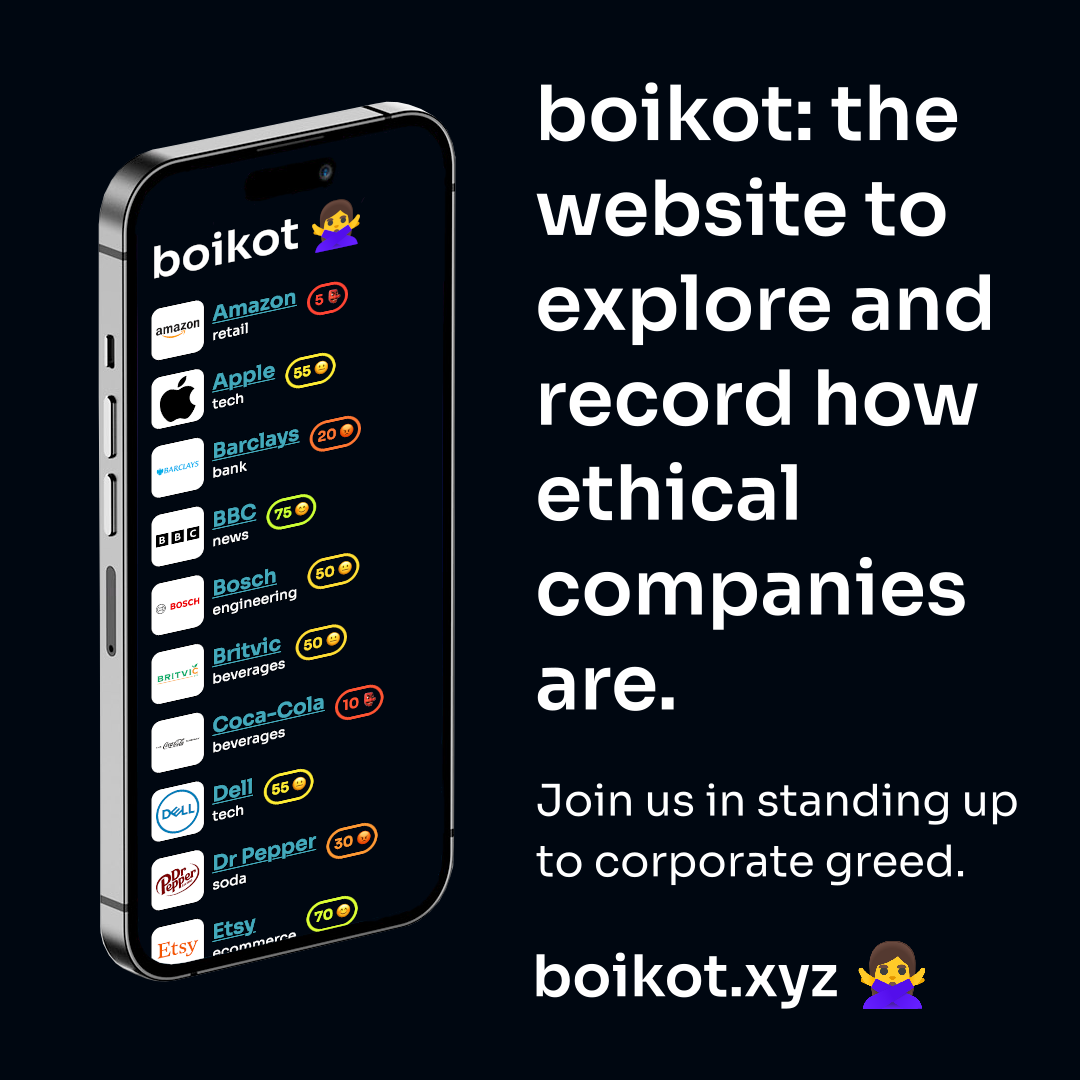 boikot: the
website to
explore and
record how
ethical
companies
are.
Join us in standing up
to corporate greed.
boikot.xyz 🙅‍♀️
boikot 🙅‍♀️
amazon
Amazon 5 👺
retail
Apple 55 😐
tech
BARCLAYS
Barclays 20 😡
bank
BBC
BBC 75 😊
news
BOSCH
Bosch 50 😐
engineering
BRITVIC
Britvic 50 😐
beverages
Coca-Cola
Coca-Cola 10 👺
beverages
DELL
Dell 55 😐
tech
Dr Pepper
Dr Pepper 30 😡
soda
Etsy
Etsy 70 😊
ecommerce